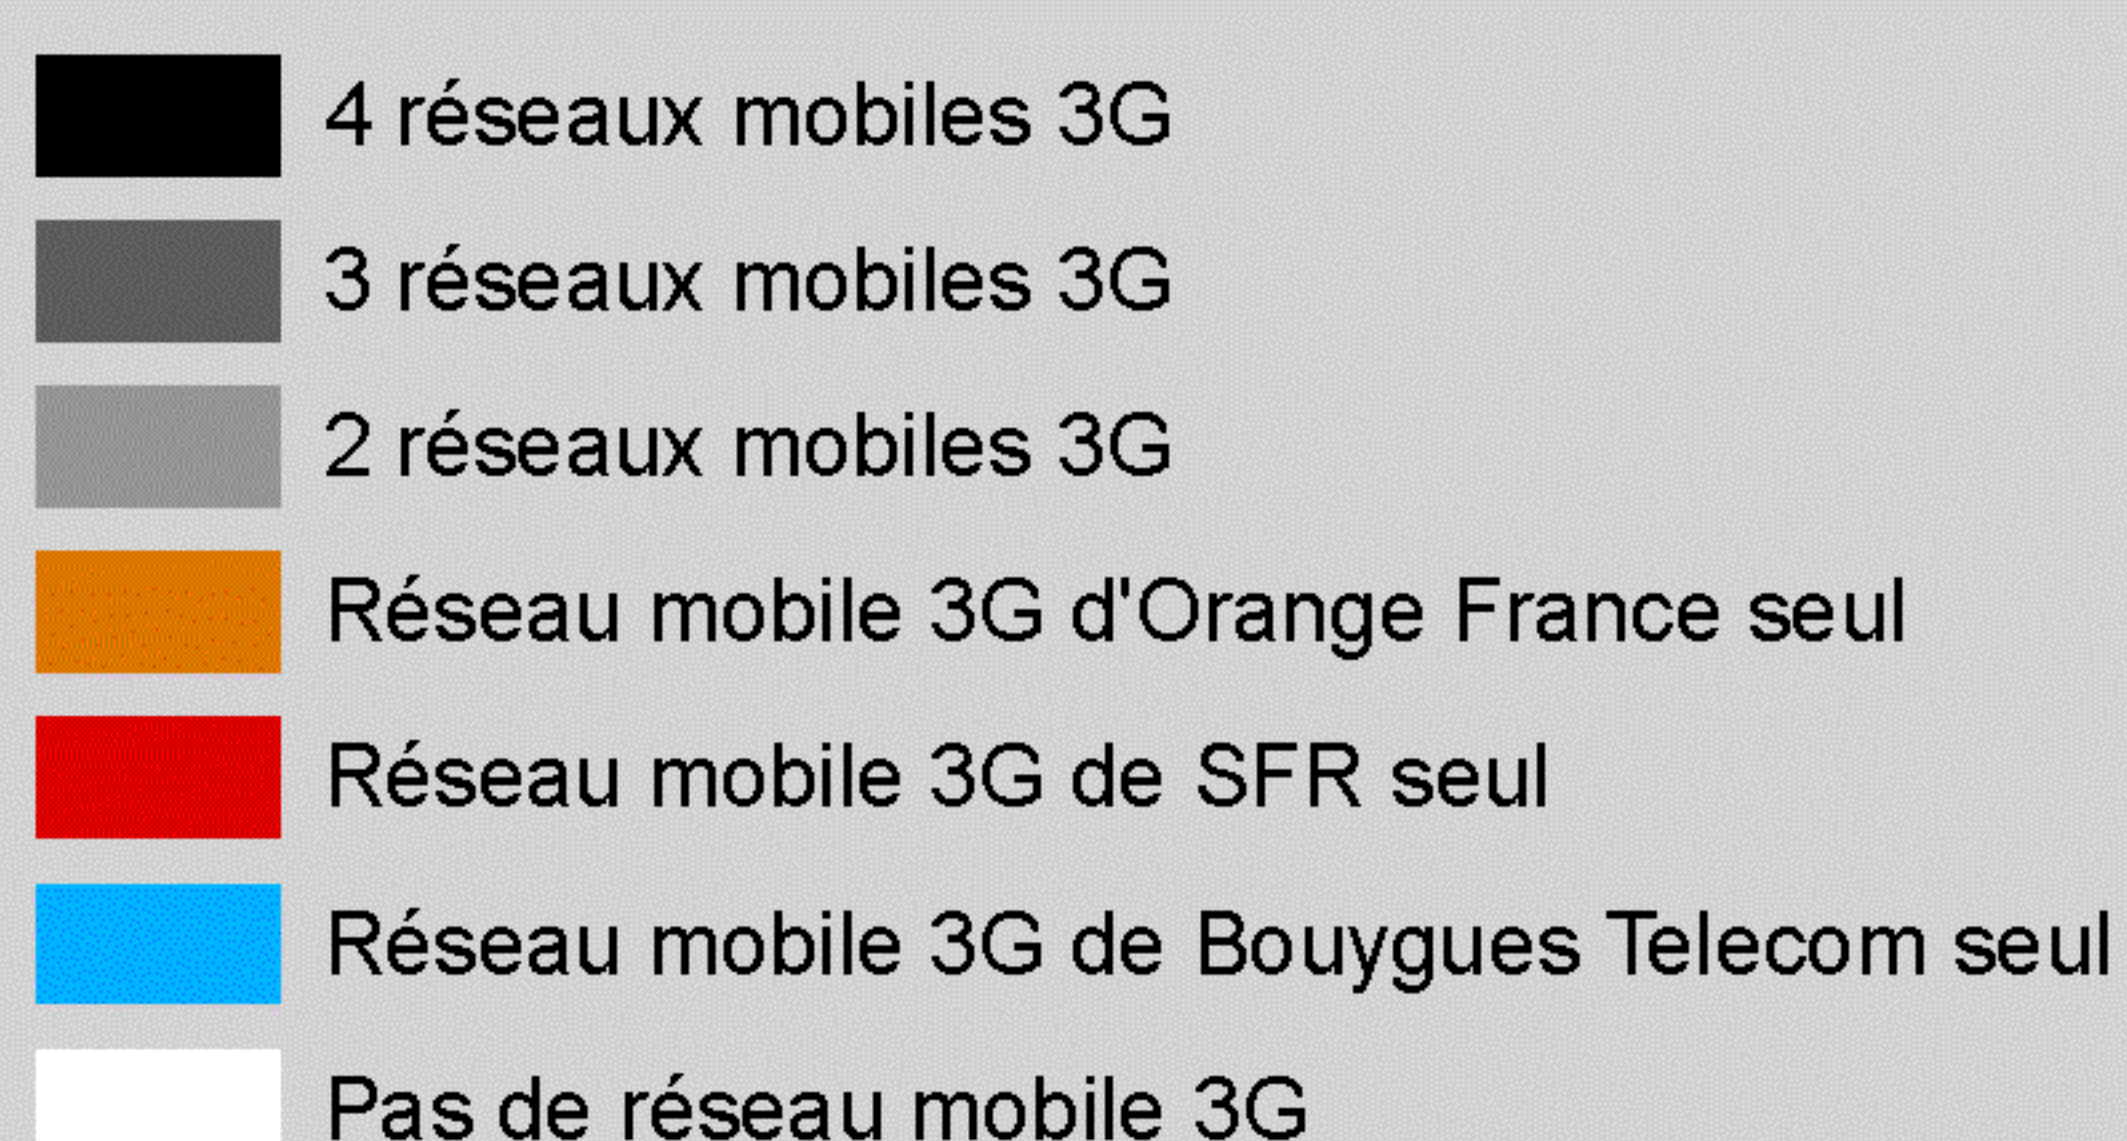 4 réseaux mobiles 3G
3 réseaux mobiles 3G
2 réseaux mobiles 3G
Réseau mobile 3G d'Orange France seul
Réseau mobile 3G de SFR seul
Réseau mobile 3G de Bouygues Telecom seul
Pas de réseau mobile 3G